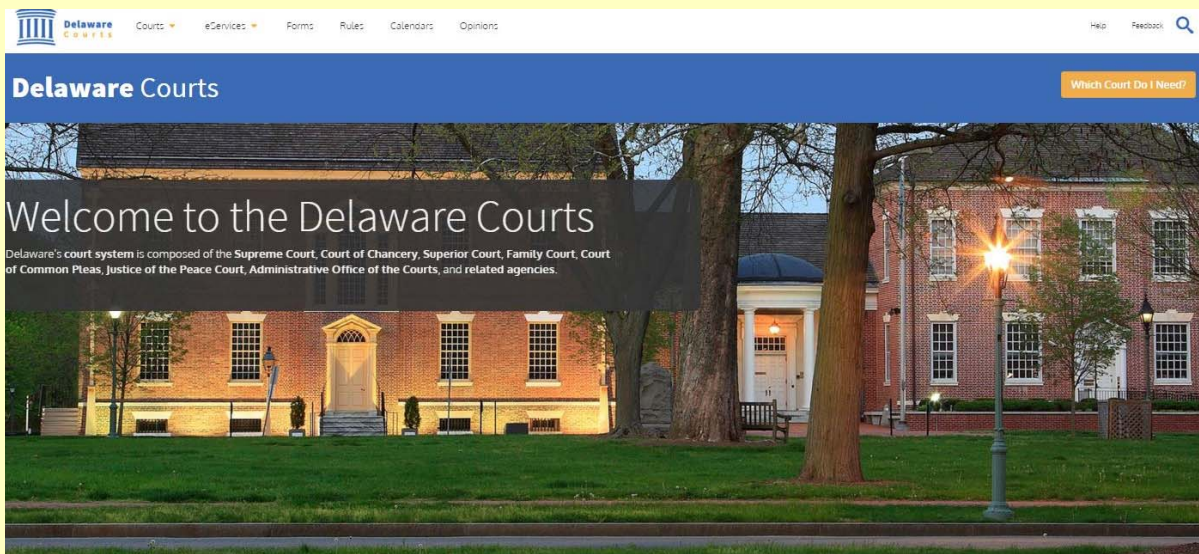 Delaware Courts eServices Forms Rules Calendars Opinions Help Feedback
Courts
Delaware Courts
Which Court Do I Need?
Welcome to the Delaware Courts
Delaware's court system is composed of the Supreme Court, Court of Chancery, Superior Court, Family Court, Court
of Common Pleas, Justice of the Peace Court, Administrative Office of the Courts, and related agencies.